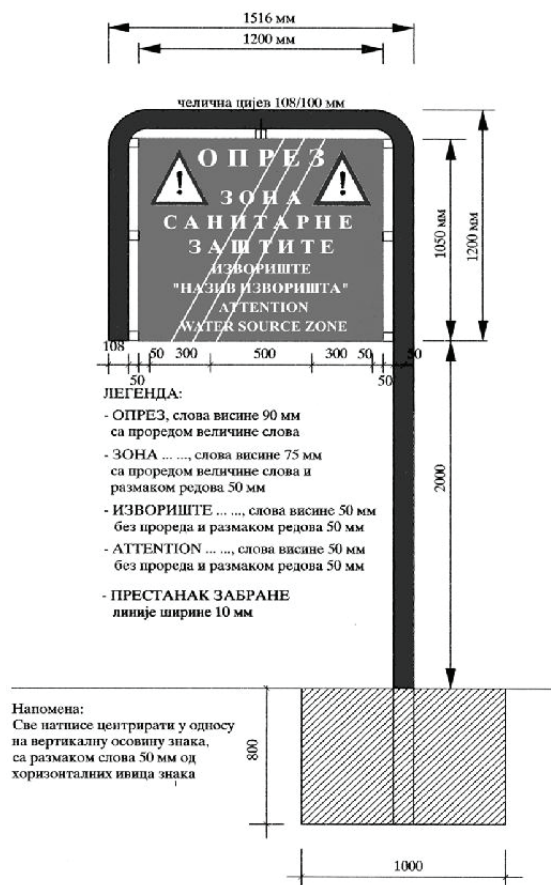 1516 мм
1200 мм
челична цијев 108/100 мм
ОПРЕЗ
!
!
ЗОНА
САНИТАРНЕ
ЗАШТИТЕ
ИЗВОРИШТЕ
"НАЗИВ ИЗВОРИШТА"
ATTENTION
WATER SOURCE ZONE
1050 мм
1200 мм
108 50 300 500 300 50 50
50 50
ЛЕГЕНДА:
- ОПРЕЗ, слова висине 90 мм
са проредом величине слова
- ЗОНА ... ..., слова висине 75 мм
са проредом величине слова и
размаком редова 50 мм
- ИЗВОРИШТЕ ... ..., слова висине 50 мм
без прореда и размаком редова 50 мм
- ATTENTION ... ..., слова висине 50 мм
без прореда и размаком редова 50 мм
- ПРЕСТАНАК ЗАБРАНЕ
линије ширине 10 мм
2000
Напомена:
Све натписе центрирати у односу
на вертикалну осовину знака,
са размаком слова 50 мм од
хоризонталних ивица знака
800
1000